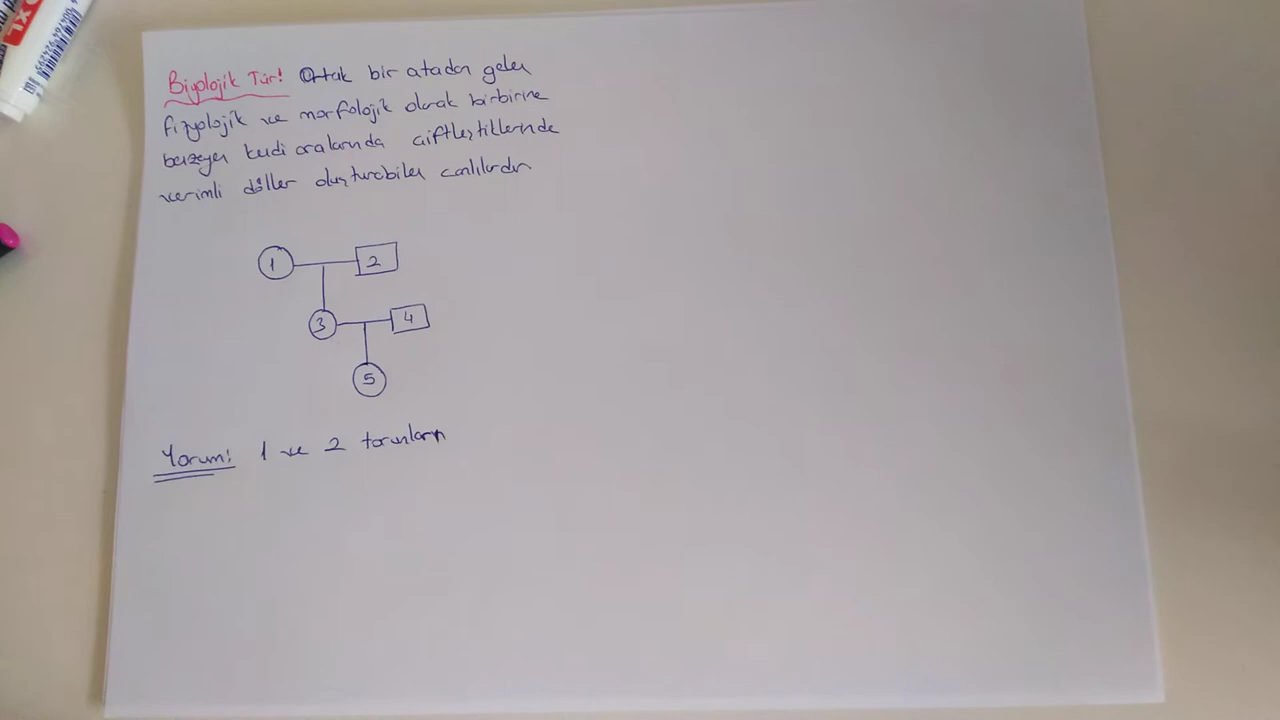 Biyolojik Tür! Ortak bir atadan gelen
fizyolojik ve morfolojik olarak birbirine
benzeyen kendi aralarında çiftleştiklerinde
verimli döller oluşturabilen canlılardır.
1 2
3 4
5
Yorum: 1 ve 2 torunların
XL